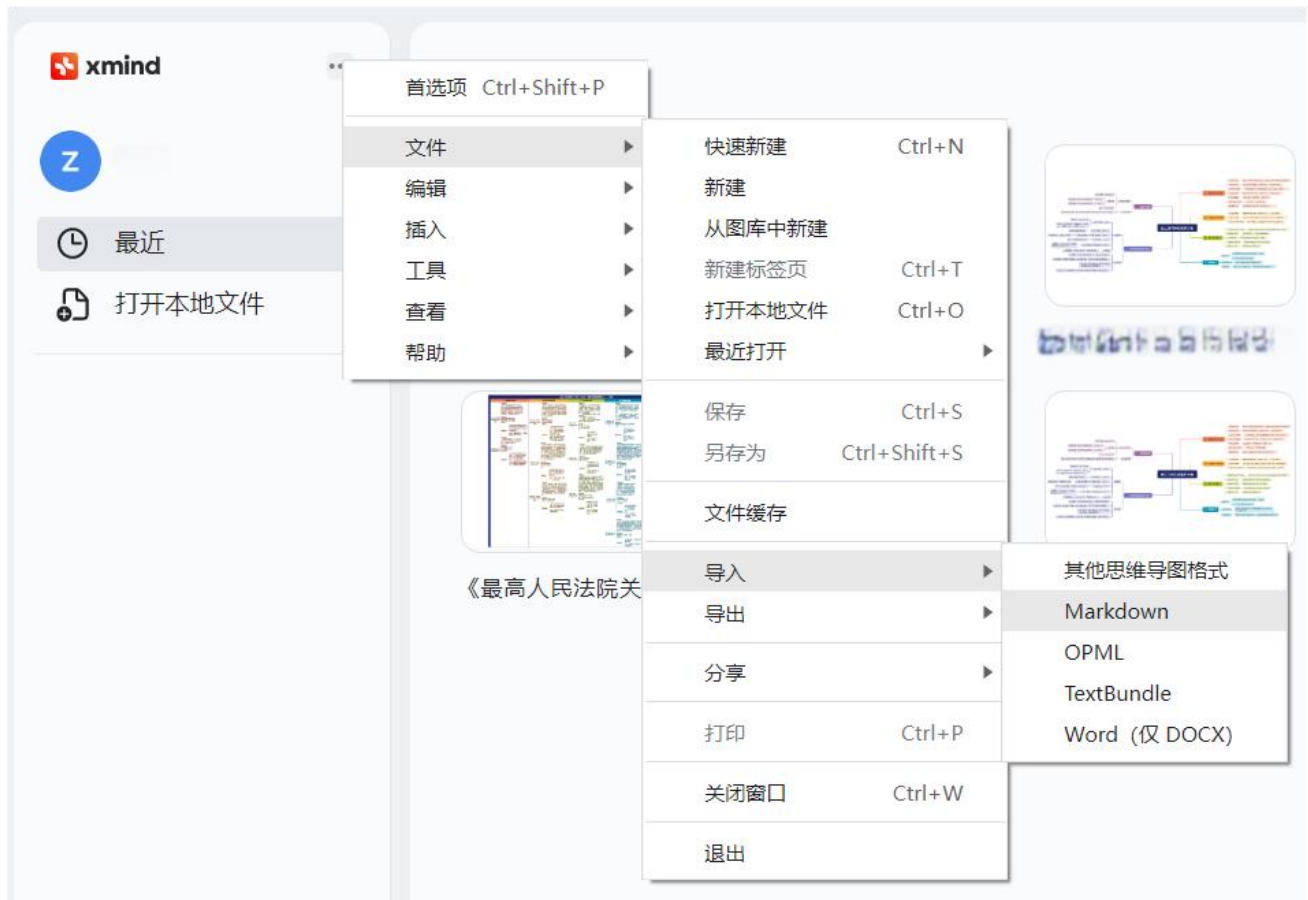 xmind
首选项 Ctrl+Shift+P
Z
最近
打开本地文件
文件
编辑
插入
工具
查看
帮助
快速新建 Ctrl+N
新建
从图库中新建
新建标签页 Ctrl+T
打开本地文件 Ctrl+O
最近打开
保存 Ctrl+S
另存为 Ctrl+Shift+S
文件缓存
导入
导出
分享
打印 Ctrl+P
关闭窗口 Ctrl+W
退出
其他思维导图格式
Markdown
OPML
TextBundle
Word (仅 DOCX)
《最高人民法院关